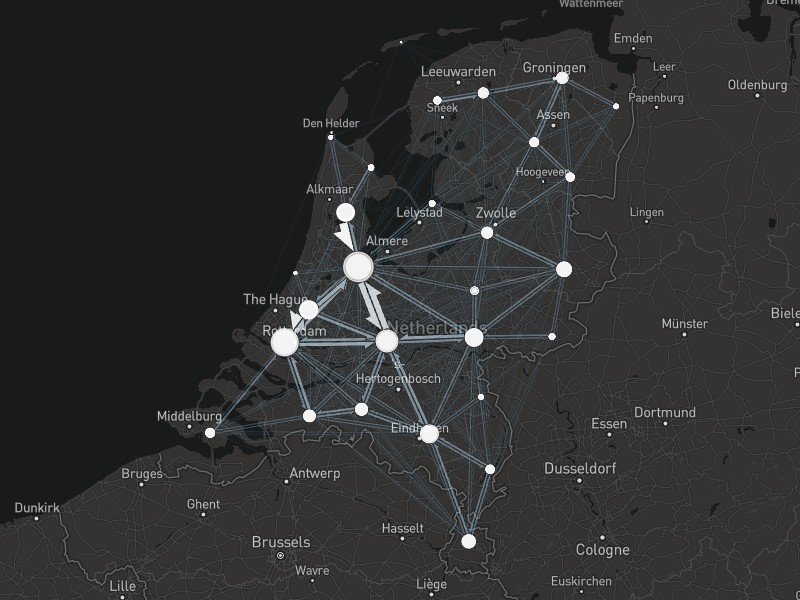 Wattenmeer
Emden
Groningen
Leeuwarden
Leer
Oldenburg
Papenburg
Sneek
Assen
Den Helder
Hoogeveen
Alkmaar
Lelystad
Zwolle
Lingen
Almere
The Hague
Rotterdam
Netherlands
Münster
's-
Hertogenbosch
Middelburg
Dortmund
Essen
Eindhoven
Dusseldorf
Bruges
Antwerp
Dunkirk
Ghent
Hasselt
Brussels
Cologne
Wavre
Lille
Liège
Euskirchen